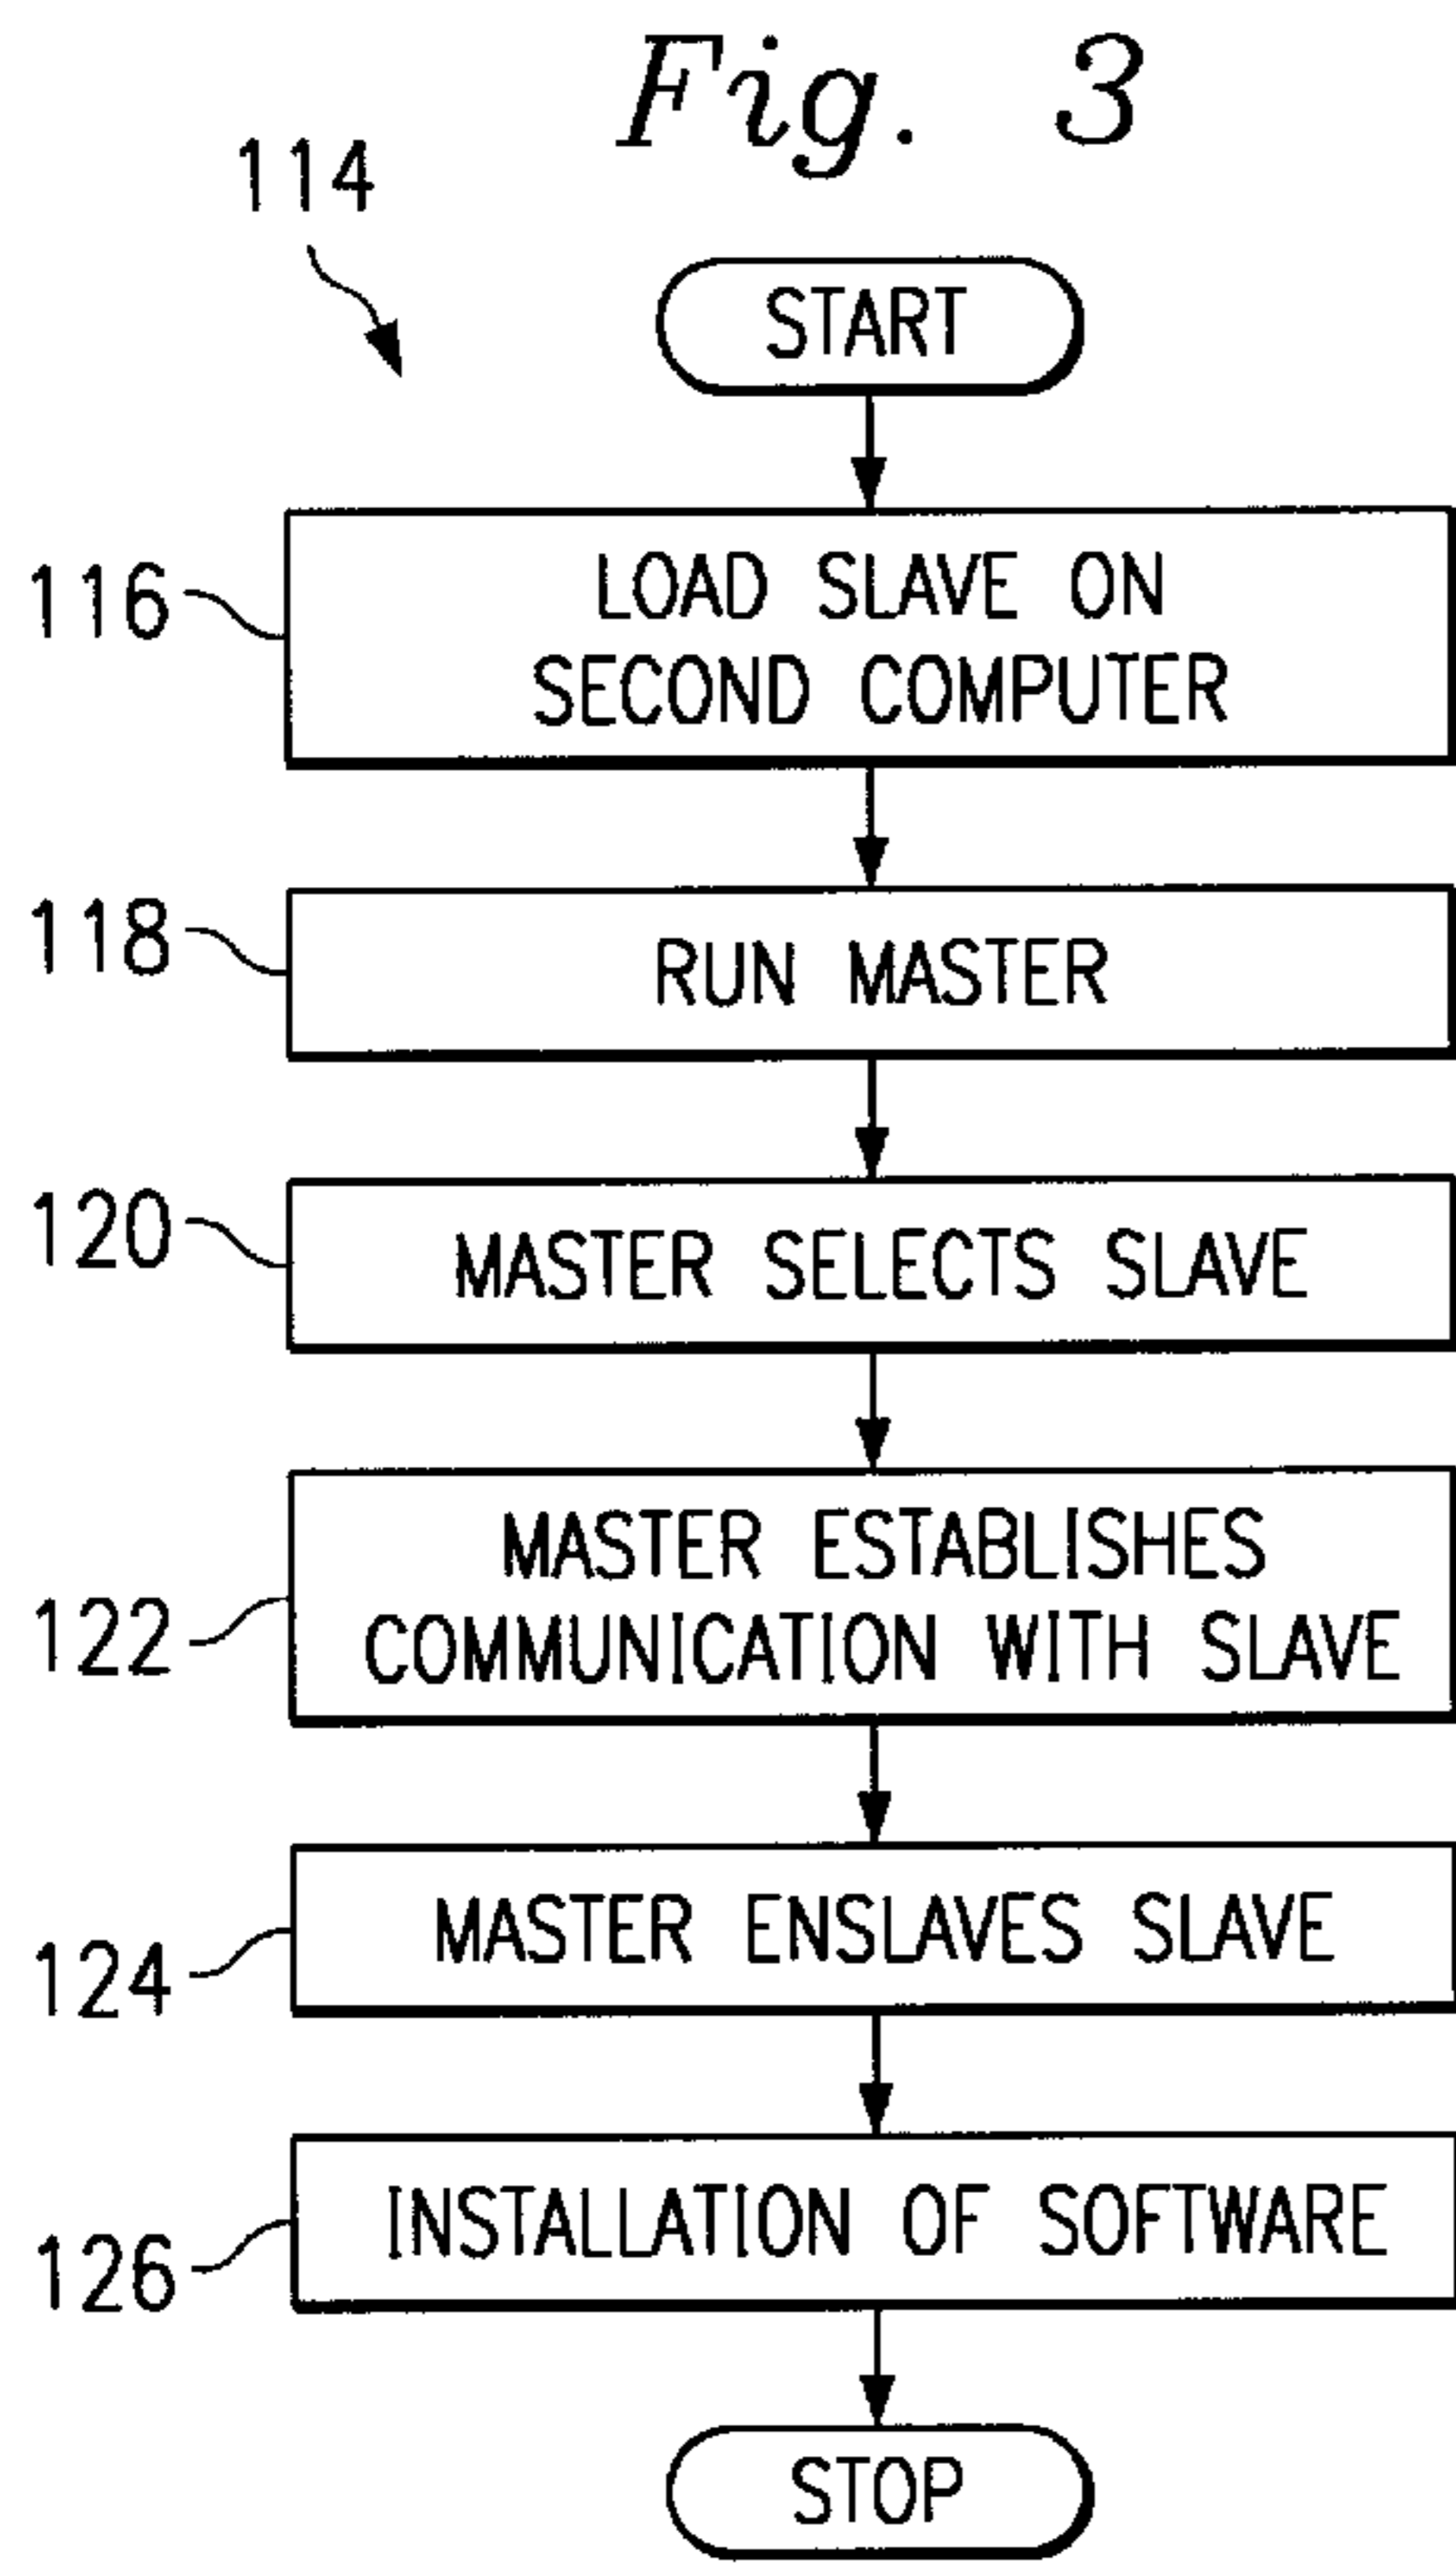 Fig. 3
114
START
116
LOAD SLAVE ON
SECOND COMPUTER
118
RUN MASTER
120
MASTER SELECTS SLAVE
MASTER ESTABLISHES
122
COMMUNICATION WITH SLAVE
124
MASTER ENSLAVES SLAVE
126
INSTALLATION OF SOFTWARE
STOP